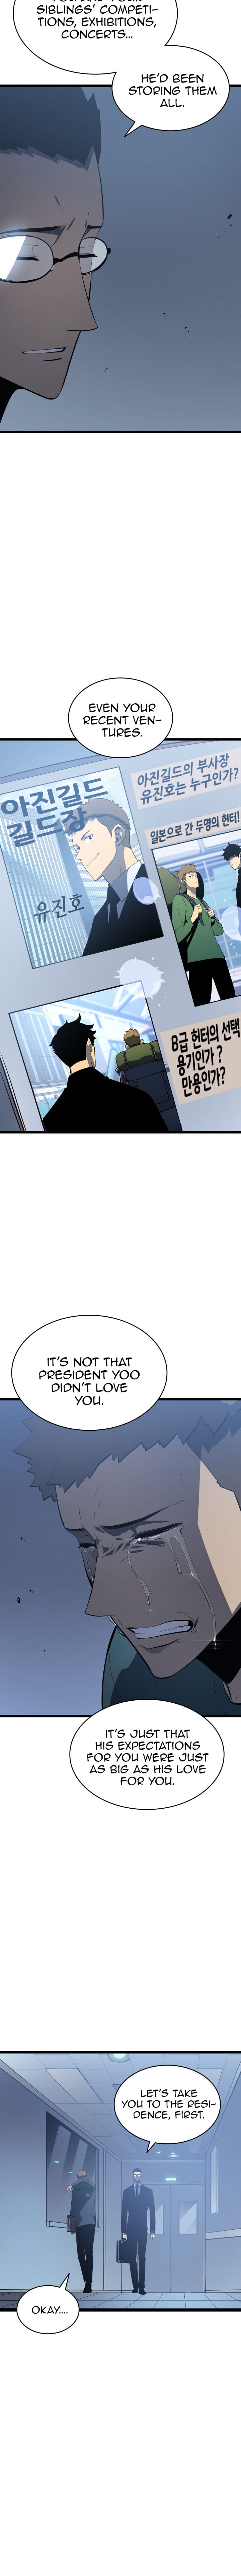 SIBLINGS' COMPETI-
TIONS, EXHIBITIONS,
CONCERTS...
HE'D BEEN
STORING THEM
ALL.
EVEN YOUR
RECENT VEN-
TURES.
아진길드
길드장
유진호
아진길드의 부사장
유진호는 누구인가?
일본으로 간 두명의 헌터!
B급 헌터의 선택
용기인가?
만용인가?
IT'S NOT THAT
PRESIDENT YOO
DIDN'T LOVE
YOU.
IT'S JUST THAT
HIS EXPECTATIONS
FOR YOU WERE JUST
AS BIG AS HIS LOVE
FOR YOU.
LET'S TAKE
YOU TO THE RESI-
DENCE, FIRST.
OKAY....